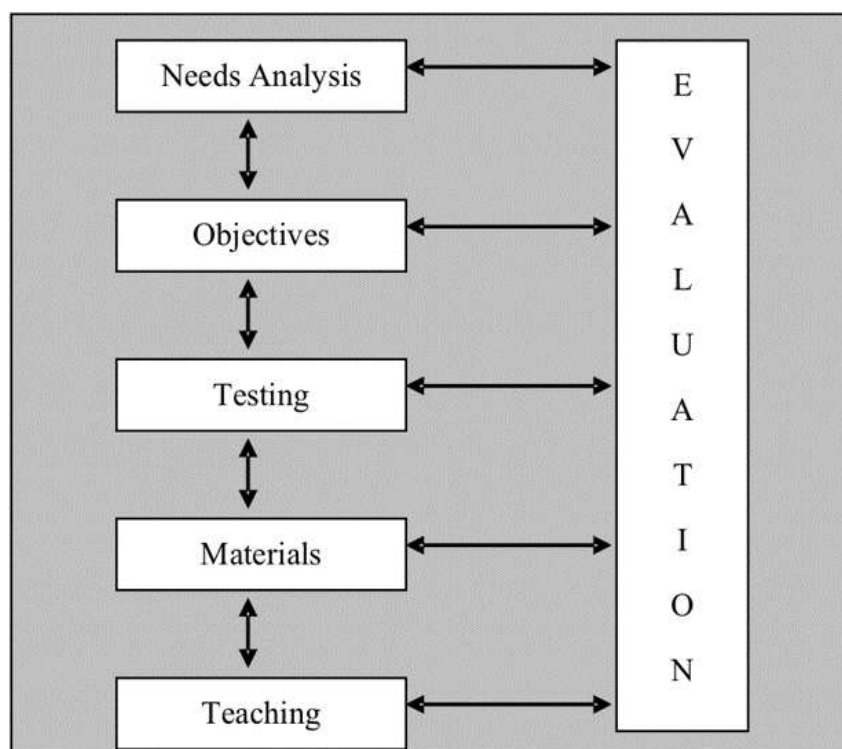 Needs Analysis
Objectives
Testing
Materials
Teaching
E
V
A
L
U
A
T
I
O
N